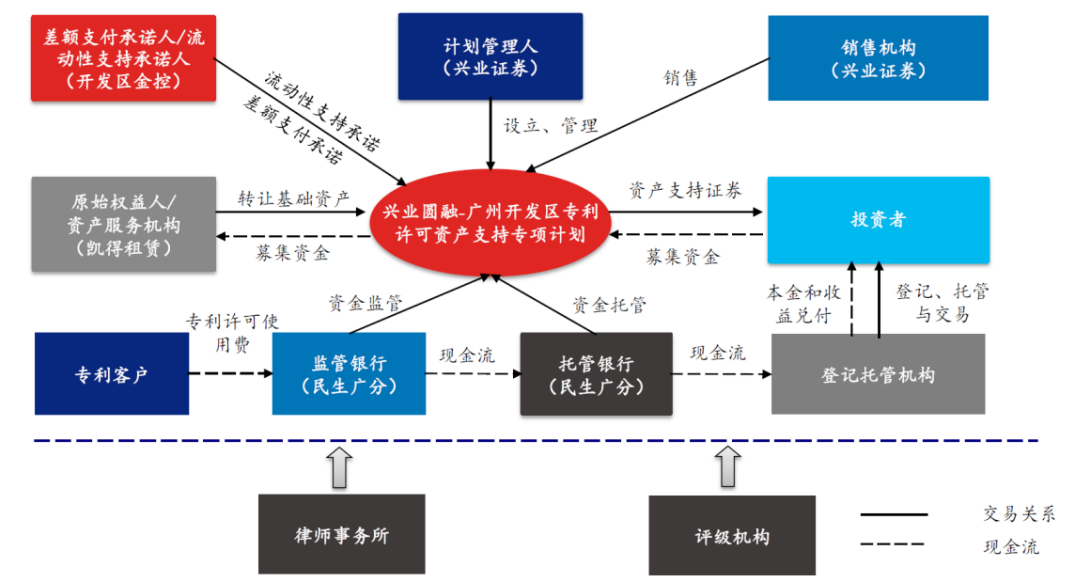 差额支付承诺人/流
动性支持承诺人
（开发区金控）
计划管理人
（兴业证券）
销售机构
（兴业证券）
流动性支持承诺
差额支付承诺
设立、管理
销售
原始权益人/
资产服务机构
（凯得租赁）
转让基础资产
募集资金
兴业圆融-广州开发区专利
许可资产支持专项计划
资产支持证券
募集资金
投资者
资金监管
资金托管
本金和收
益兑付
登记、托管
与交易
专利客户
专利许可使
用费
监管银行
（民生广分）
现金流
托管银行
（民生广分）
现金流
登记托管机构
律师事务所
评级机构
交易关系
现金流